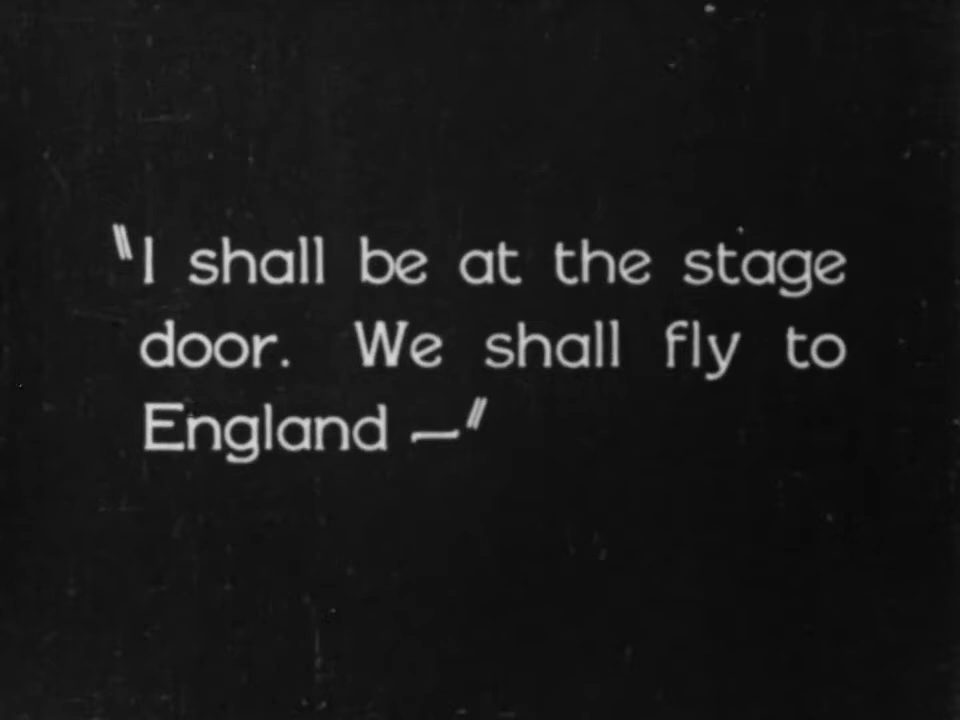 "I shall be at the stage
door. We shall fly to
England —"